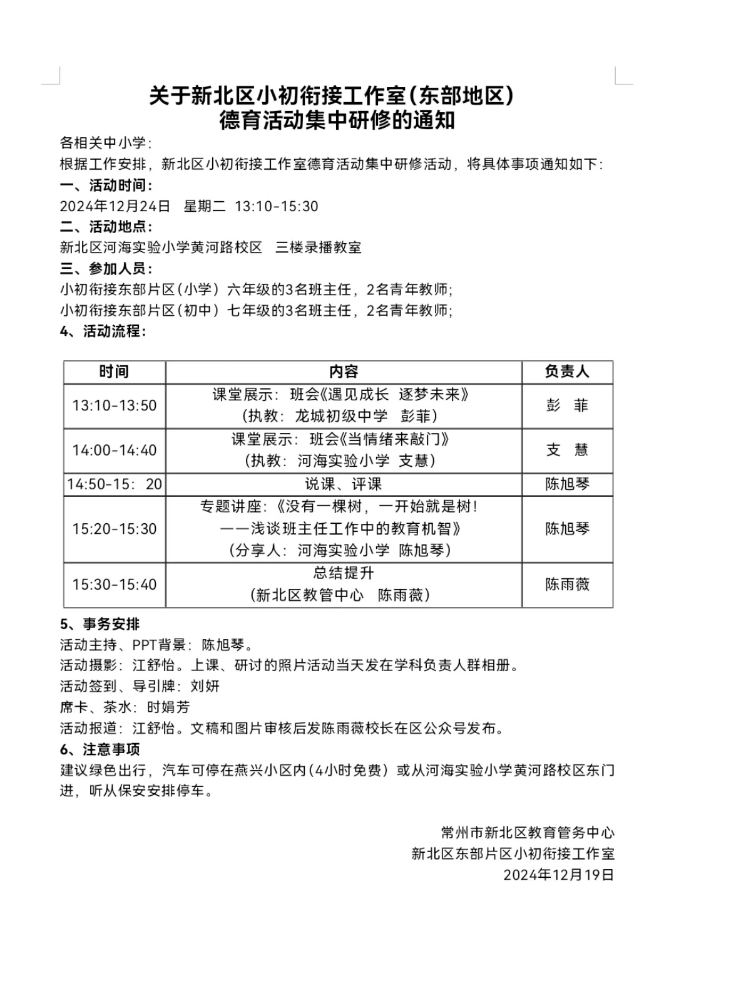 关于新北区小初衔接工作室（东部地区）
德育活动集中研修的通知
各相关中小学：
根据工作安排，新北区小初衔接工作室德育活动集中研修活动，将具体事项通知如下：
一、活动时间：
2024年12月24日 星期二 13:10-15:30
二、活动地点：
新北区河海实验小学黄河路校区 三楼录播教室
三、参加人员：
小初衔接东部片区（小学）六年级的3名班主任，2名青年教师；
小初衔接东部片区（初中）七年级的3名班主任，2名青年教师；
4、活动流程：
时间 内容 负责人
课堂展示：班会《遇见成长 逐梦未来》
13:10-13:50 （执教：龙城初级中学 彭菲） 彭 菲
课堂展示：班会《当情绪来敲门》
14:00-14:40 （执教：河海实验小学 支慧） 支 慧
14:50-15：20 说课、评课 陈旭琴
专题讲座：《没有一棵树，一开始就是树！
15:20-15:30 ——浅谈班主任工作中的教育机智》 陈旭琴
（分享人：河海实验小学 陈旭琴）
总结提升
15:30-15:40 （新北区教管中心 陈雨薇） 陈雨薇
5、事务安排
活动主持、PPT背景：陈旭琴。
活动摄影：江舒怡。上课、研讨的照片活动当天发在学科负责人群相册。
活动签到、导引牌：刘妍
席卡、茶水：时娟芳
活动报道：江舒怡。文稿和图片审核后发陈雨薇校长在区公众号发布。
6、注意事项
建议绿色出行，汽车可停在燕兴小区内（4小时免费）或从河海实验小学黄河路校区东门
进，听从保安安排停车。
常州市新北区教育管务中心
新北区东部片区小初衔接工作室
2024年12月19日